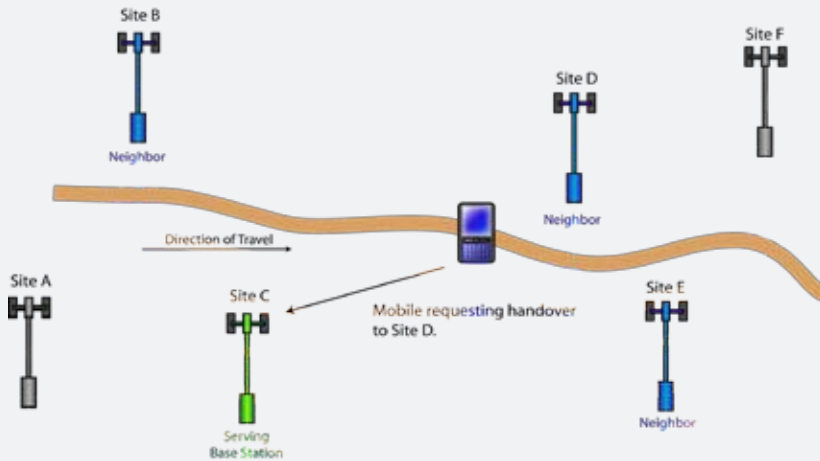 Site B
Site F
Site D
Neighbor
Neighbor
Direction of Travel
Site A
Site C
Site E
Mobile requesting handover
to Site D.
Neighbor
Serving
Base Station